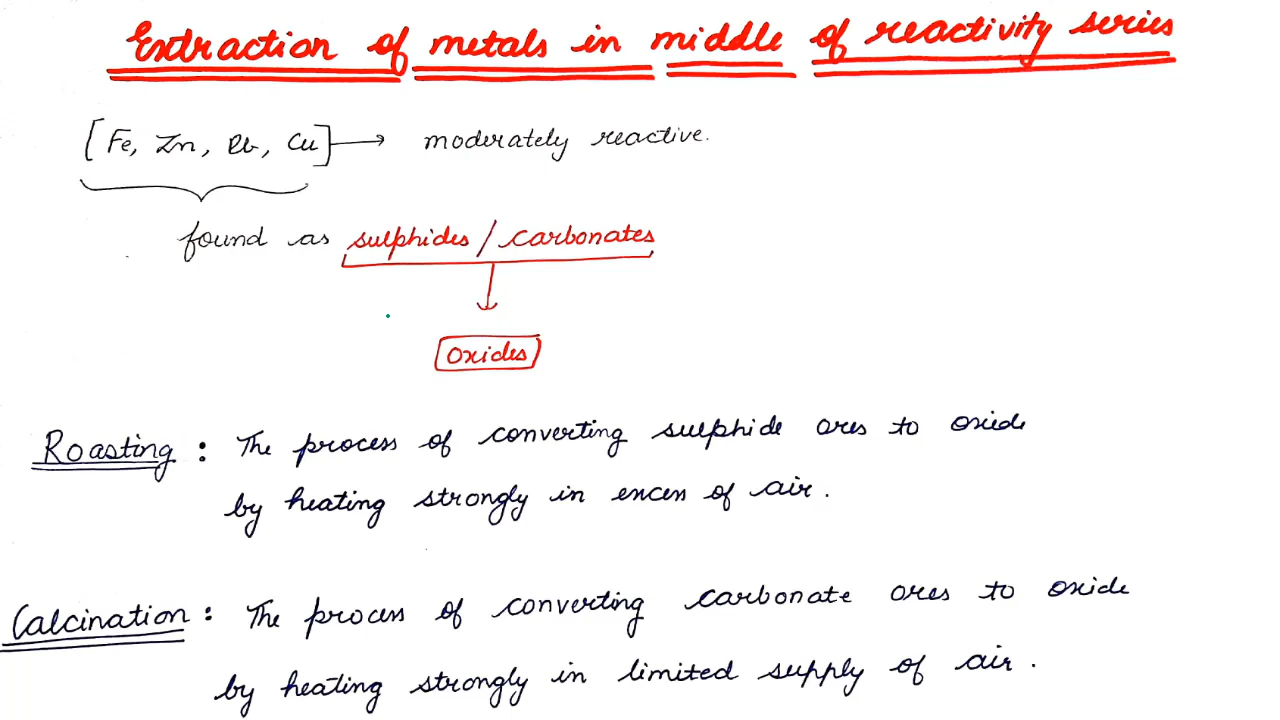 Extraction of metals in middle of reactivity series
[Fe, Zn, Pb, Cu] → moderately reactive.
found as sulphides / carbonates
↓
Oxides
Roasting : The process of converting sulphide ores to oxide
by heating strongly in excess of air.
Calcination : The process of converting carbonate ores to oxide
by heating strongly in limited supply of air.